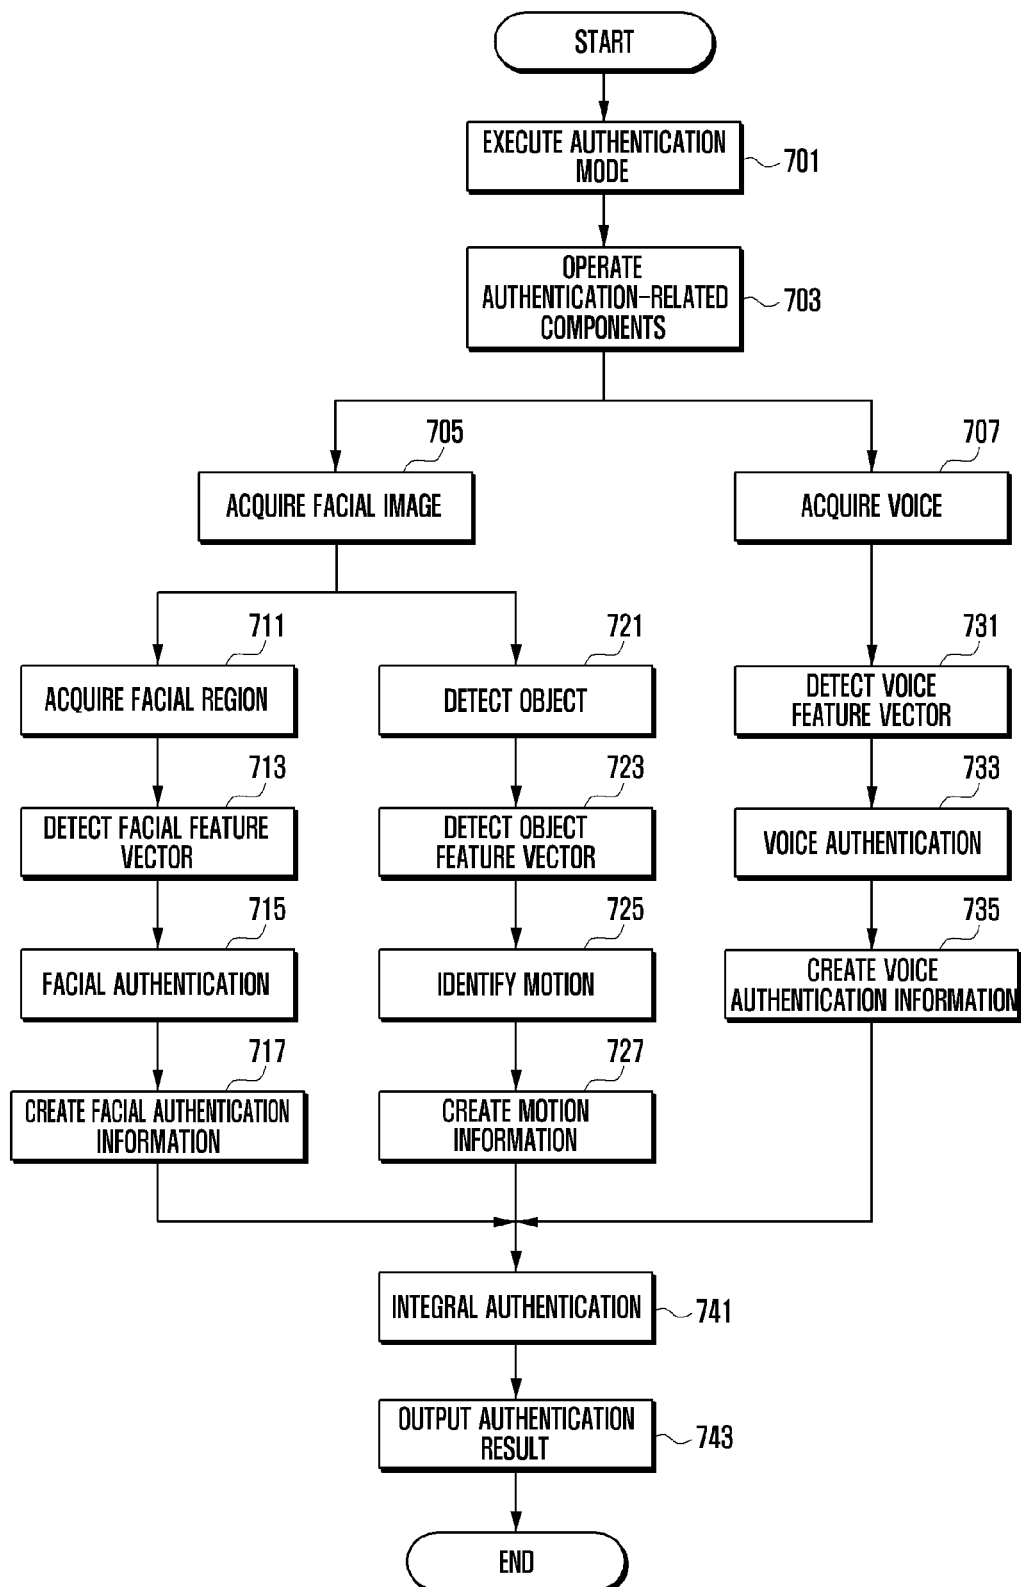 START
EXECUTE AUTHENTICATION
MODE
701
OPERATE
AUTHENTICATION-RELATED
COMPONENTS
703
705
ACQUIRE FACIAL IMAGE
707
ACQUIRE VOICE
711
ACQUIRE FACIAL REGION
721
DETECT OBJECT
731
DETECT VOICE
FEATURE VECTOR
713
DETECT FACIAL FEATURE
VECTOR
723
DETECT OBJECT
FEATURE VECTOR
733
VOICE AUTHENTICATION
715
FACIAL AUTHENTICATION
725
IDENTIFY MOTION
735
CREATE VOICE
AUTHENTICATION INFORMATION
717
CREATE FACIAL AUTHENTICATION
INFORMATION
727
CREATE MOTION
INFORMATION
INTEGRAL AUTHENTICATION
741
OUTPUT AUTHENTICATION
RESULT
743
END